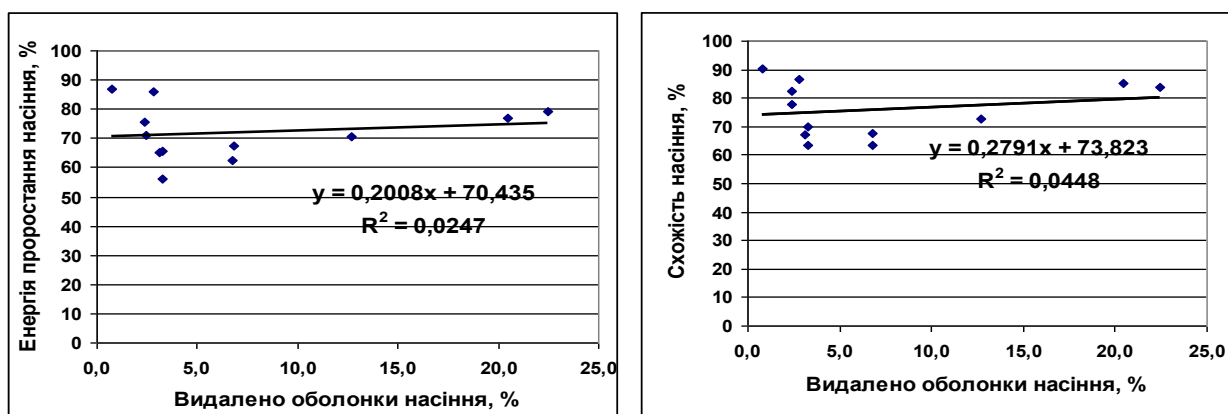 Енергія проростання насіння, %
100
90
80
70
60
50
40
30
20
10
0
y = 0,2008x + 70,435
R² = 0,0247
0,0 5,0 10,0 15,0 20,0 25,0
Видалено оболонки насіння, %
Схожість насіння, %
100
90
80
70
60
50
40
30
20
10
0
y = 0,2791x + 73,823
R² = 0,0448
0,0 5,0 10,0 15,0 20,0 25,0
Видалено оболонки насіння, %